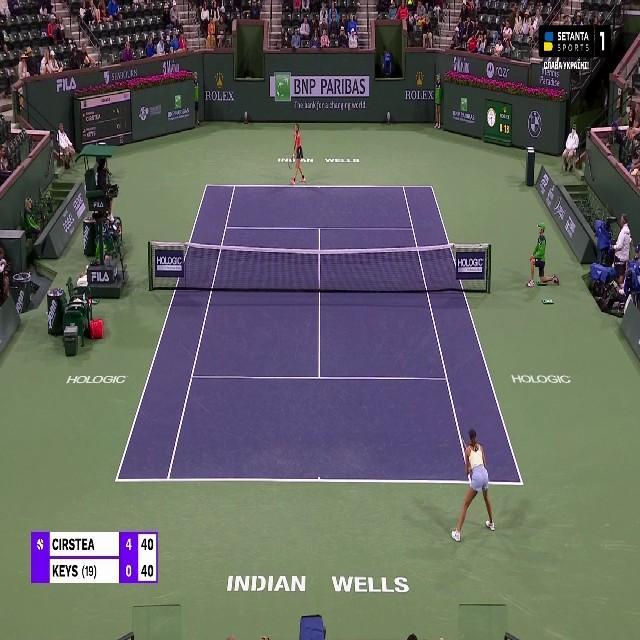 SETANTA
SPORTS
1
СЛАВА УКРАЇНІ
FILA
BNP PARIBAS
The bank for a changing world
ROLEX
ROLEX
INDIAN WELLS
HOLOGIC
HOLOGIC
FILA
HOLOGIC
HOLOGIC
CIRSTEA 4 40
KEYS (19) 0 40
INDIAN WELLS